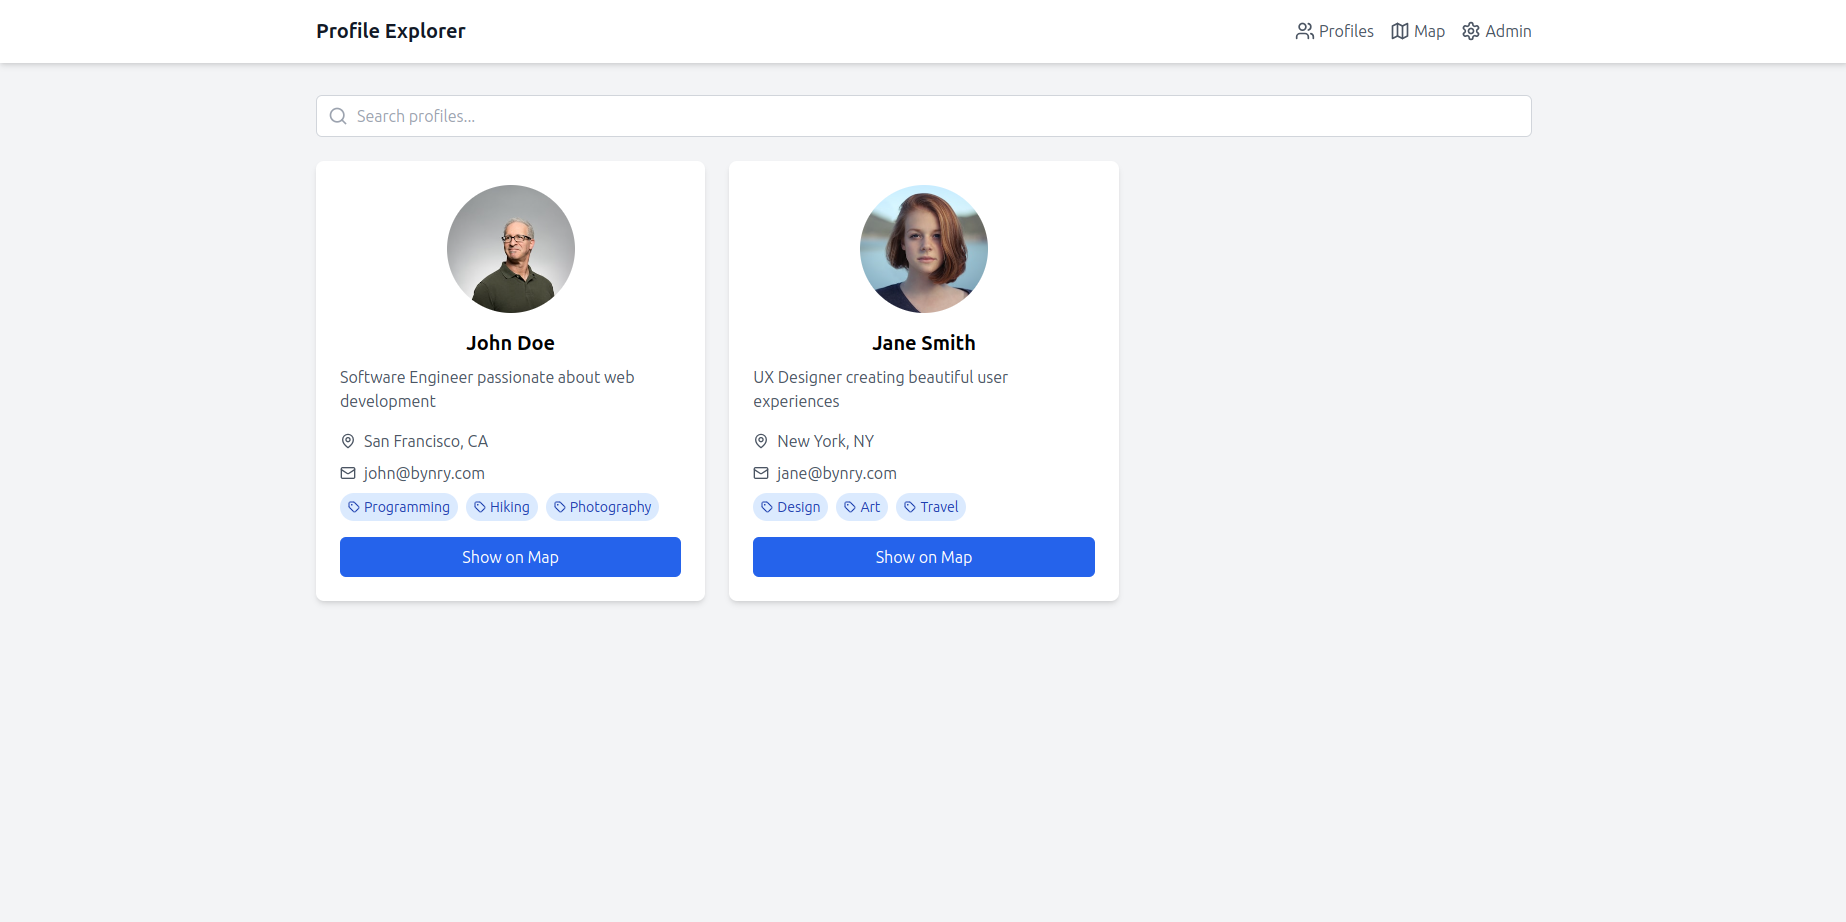 Profile Explorer
Profiles
Map
Admin
Search profiles...
John Doe
Software Engineer passionate about web
development
San Francisco, CA
john@bynry.com
Programming
Hiking
Photography
Show on Map
Jane Smith
UX Designer creating beautiful user
experiences
New York, NY
jane@bynry.com
Design
Art
Travel
Show on Map